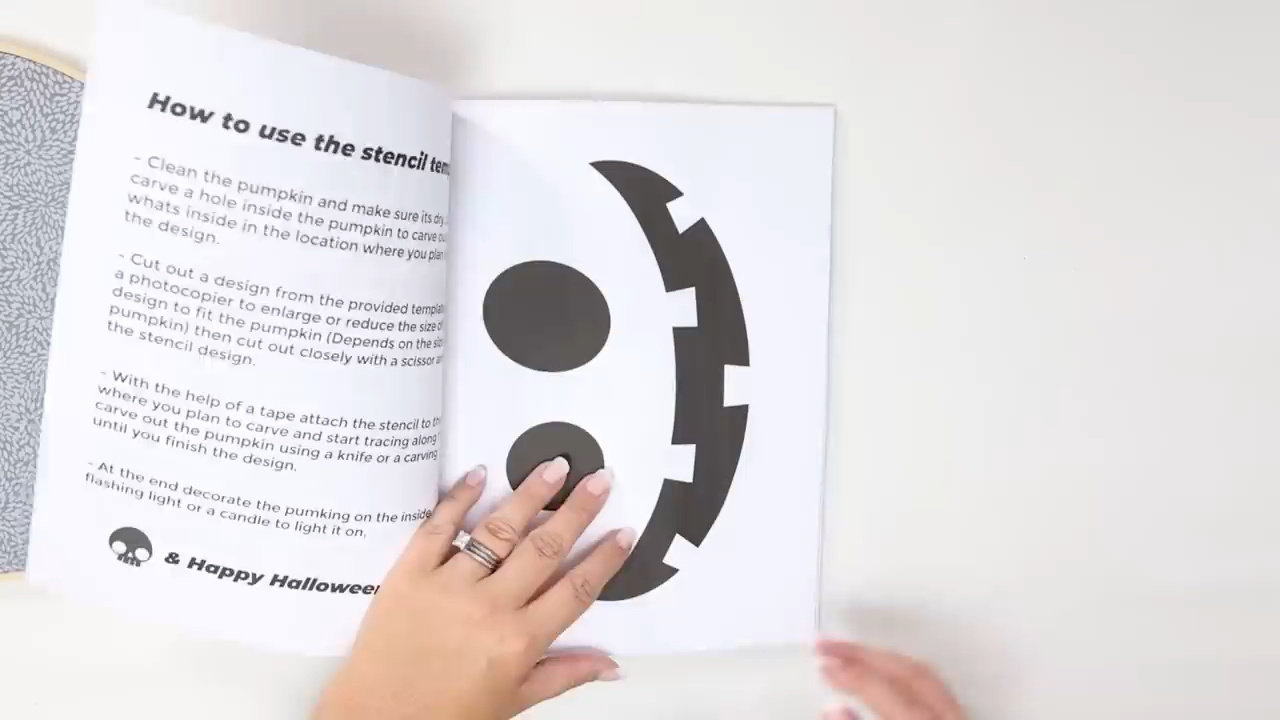 How to use the stencil tem
- Clean the pumpkin and make sure its dry
carve a hole inside the pumpkin to carve ou
whats inside in the location where you plan
the design.
- Cut out a design from the provided templat
a photocopier to enlarge or reduce the size of
design to fit the pumpkin (Depends on the siz
pumpkin) then cut out closely with a scissor a
the stencil design.
- With the help of a tape attach the stencil to th
where you plan to carve and start tracing along
carve out the pumpkin using a knife or a carving
until you finish the design.
- At the end decorate the pumking on the inside
flashing light or a candle to light it on,
& Happy Halloween